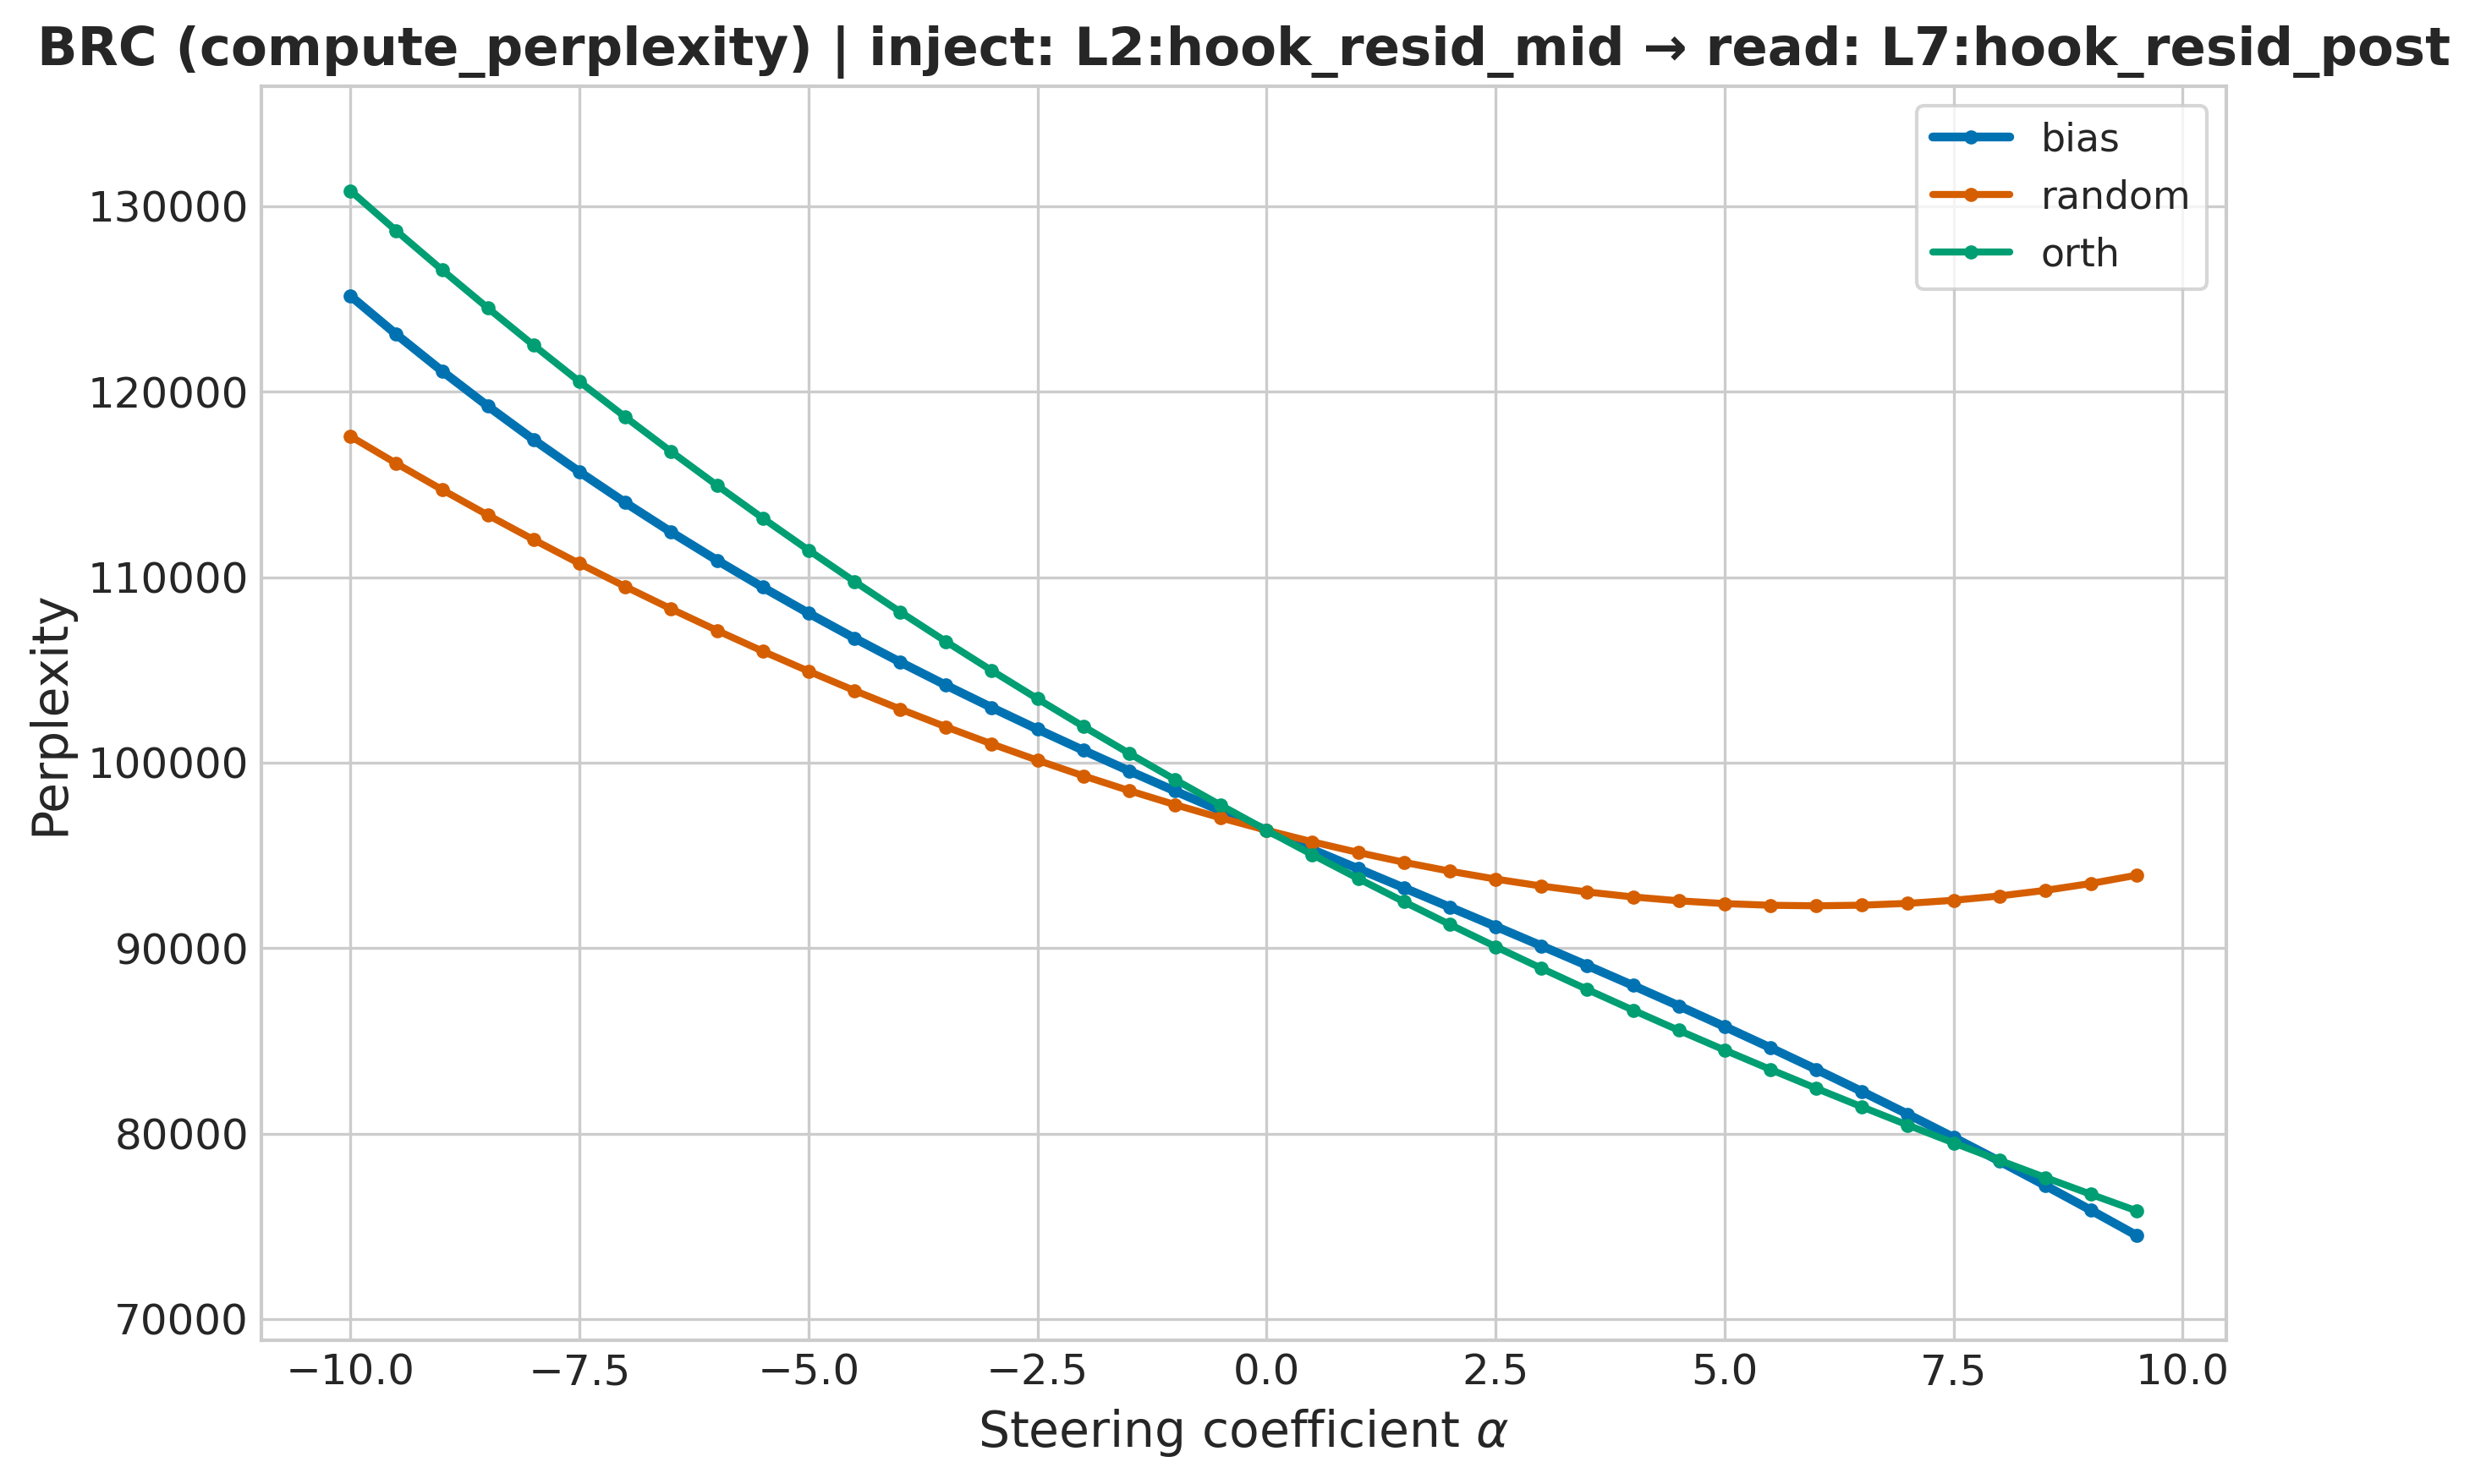 BRC (compute_perplexity) | inject: L2:hook_resid_mid → read: L7:hook_resid_post
bias
random
orth
Perplexity
130000
120000
110000
100000
90000
80000
70000
−10.0 −7.5 −5.0 −2.5 0.0 2.5 5.0 7.5 10.0
Steering coefficient α